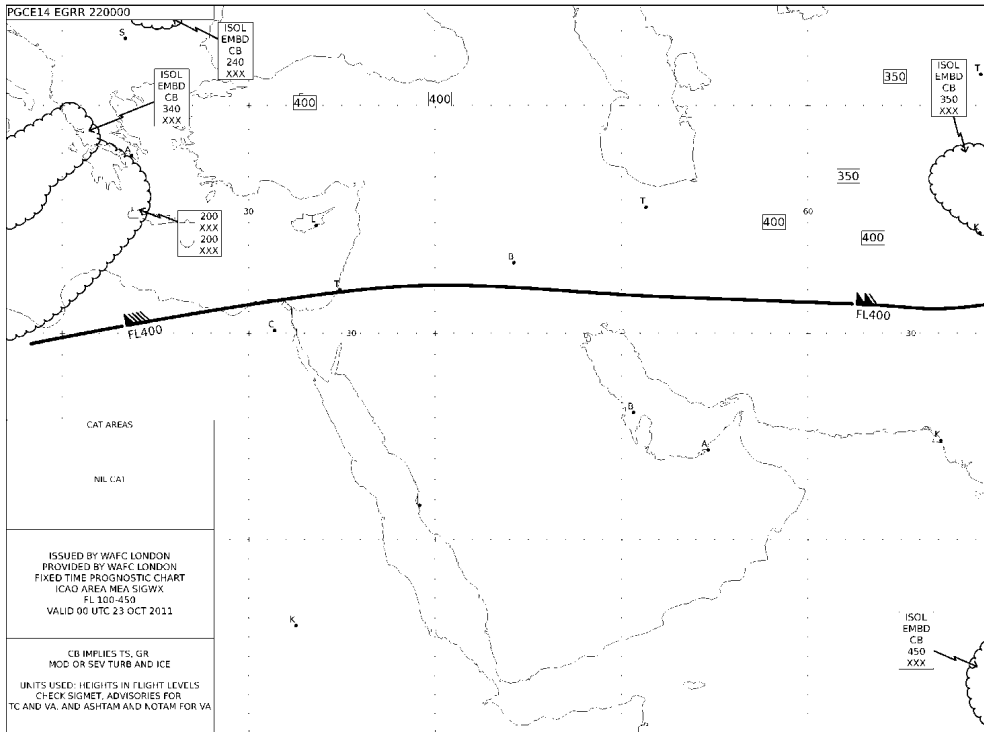 PGCE14 EGRR 220000
S
ISOL
EMBD
CB
240
XXX
ISOL
EMBD
CB
340
XXX
400
400
350
ISOL
EMBD
CB
350
XXX
T
A
350
T
30
60
L
200
XXX
200
XXX
400
400
K
B
T
FL400
C
30
FL400
30
B
A
K
CAT AREAS
NIL CAT
ISSUED BY WAFC LONDON
PROVIDED BY WAFC LONDON
FIXED TIME PROGNOSTIC CHART
ICAO AREA MEA SIGWX
FL 100-450
VALID 00 UTC 23 OCT 2011
K
ISOL
EMBD
CB
450
XXX
CB IMPLIES TS, GR
MOD OR SEV TURB AND ICE
UNITS USED: HEIGHTS IN FLIGHT LEVELS
CHECK SIGMET, ADVISORIES FOR
TC AND VA, AND ASHTAM AND NOTAM FOR VA